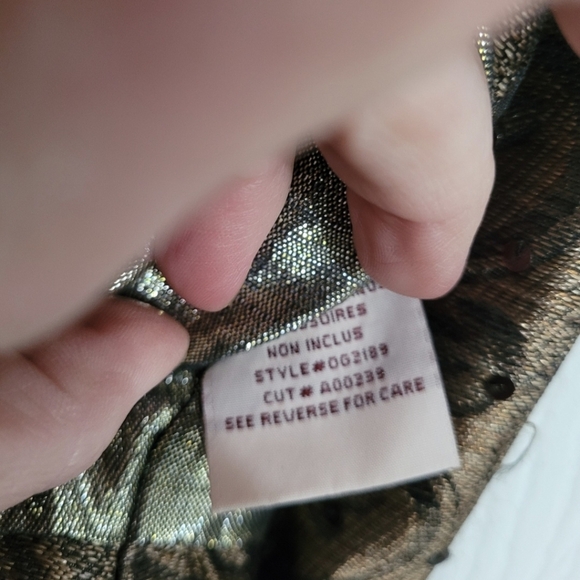 NON INCLUS
STYLE#OG2189
CUT# A00239
SEE REVERSE FOR CARE